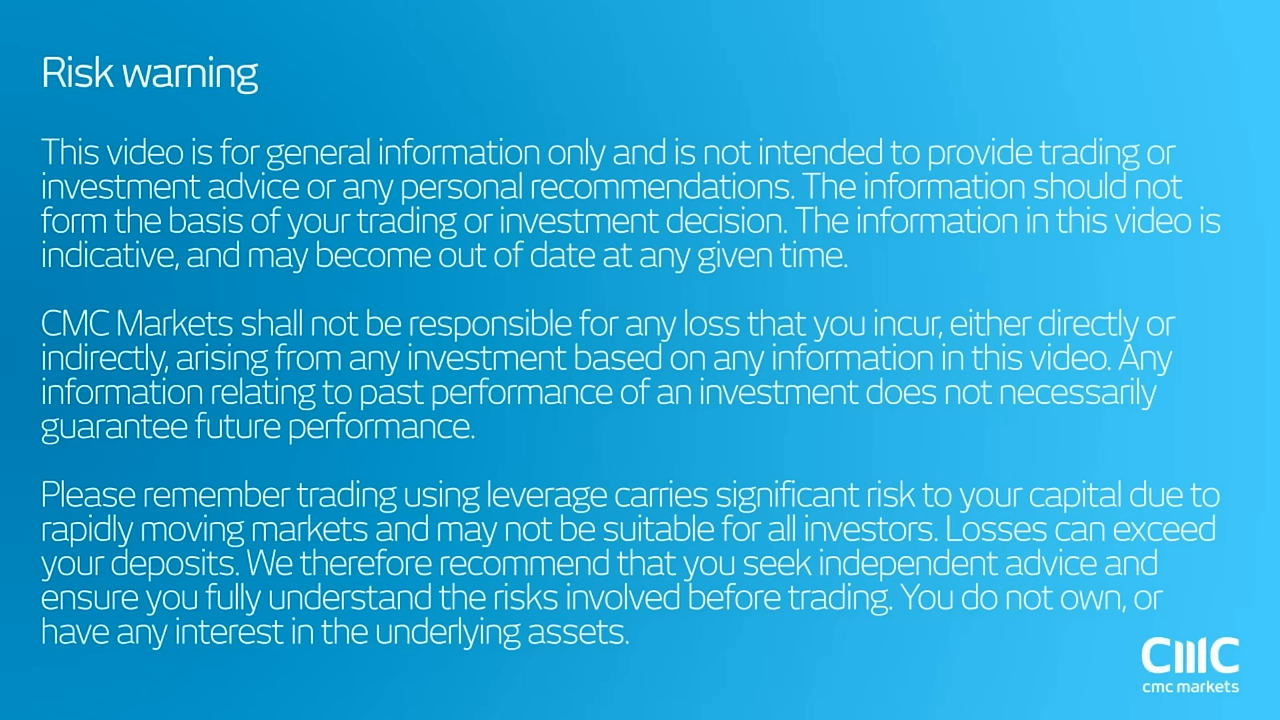 Risk warning
This video is for general information only and is not intended to provide trading or
investment advice or any personal recommendations. The information should not
form the basis of your trading or investment decision. The information in this video is
indicative, and may become out of date at any given time.
CMC Markets shall not be responsible for any loss that you incur, either directly or
indirectly, arising from any investment based on any information in this video. Any
information relating to past performance of an investment does not necessarily
guarantee future performance.
Please remember trading using leverage carries significant risk to your capital due to
rapidly moving markets and may not be suitable for all investors. Losses can exceed
your deposits. We therefore recommend that you seek independent advice and
ensure you fully understand the risks involved before trading. You do not own, or
have any interest in the underlying assets.
CMC
cmc markets